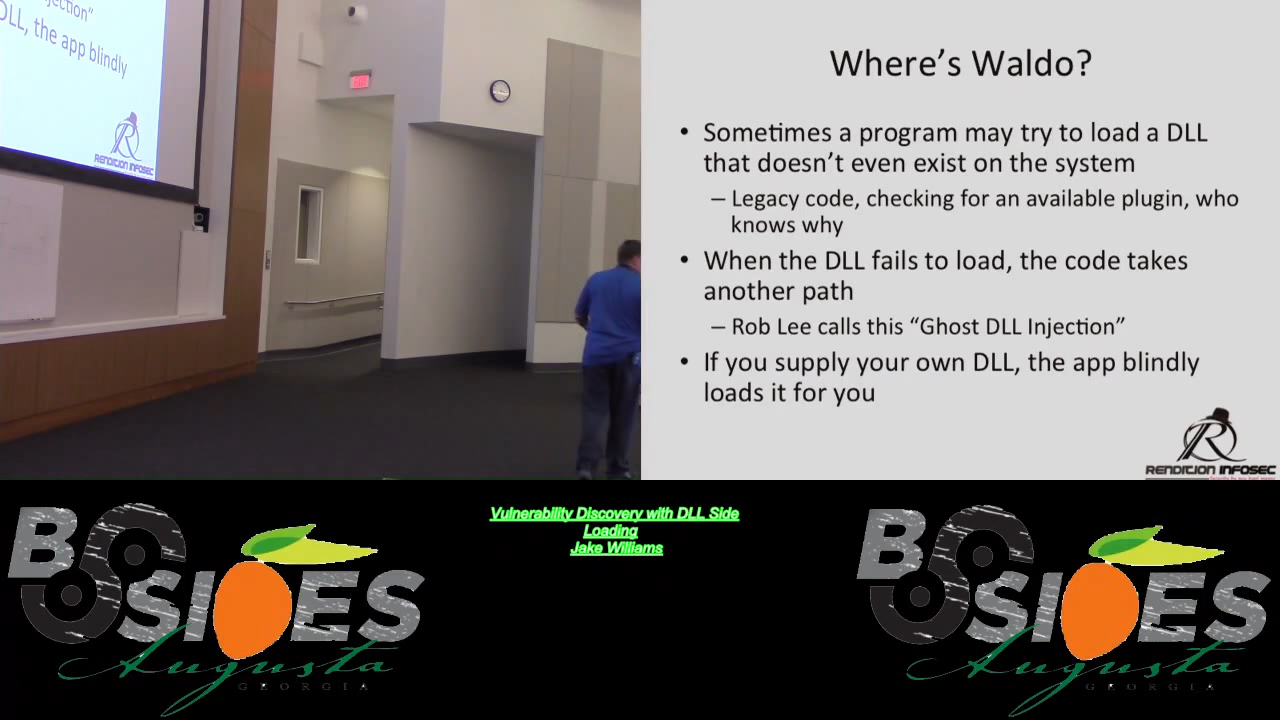 jection"
DLL, the app blindly
RENDITION INFOSEC
EXIT
Where's Waldo?
• Sometimes a program may try to load a DLL
that doesn't even exist on the system
– Legacy code, checking for an available plugin, who
knows why
• When the DLL fails to load, the code takes
another path
– Rob Lee calls this “Ghost DLL Injection”
• If you supply your own DLL, the app blindly
loads it for you
R
RENDITION INFOSEC
Vulnerability Discovery with DLL Side
Loading
Jake Williams
BSIDES
Augusta
GEORGIA
BSIDES
Augusta
GEORGIA